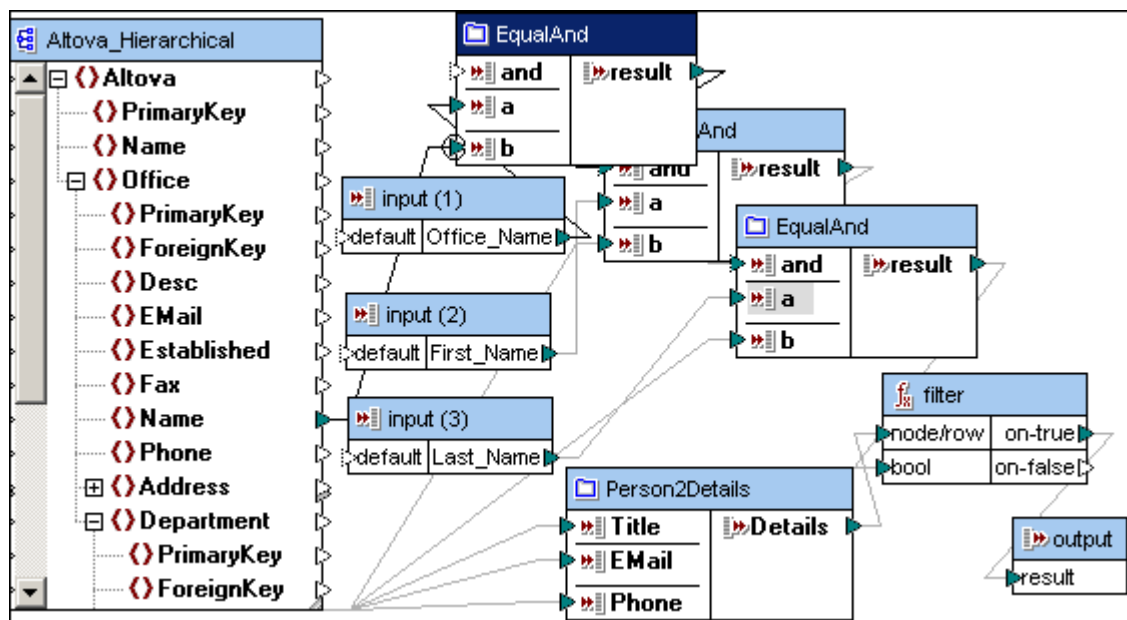 Altova_Hierarchical
Altova
PrimaryKey
Name
Office
PrimaryKey
ForeignKey
Desc
EMail
Established
Fax
Name
Phone
Address
Department
PrimaryKey
ForeignKey
EqualAnd
and result
a
b
And
and result
a
b
EqualAnd
and result
a
b
input (1)
default Office_Name
input (2)
default First_Name
input (3)
default Last_Name
Person2Details
Title Details
EMail
Phone
filter
node/row on-true
bool on-false
output
result